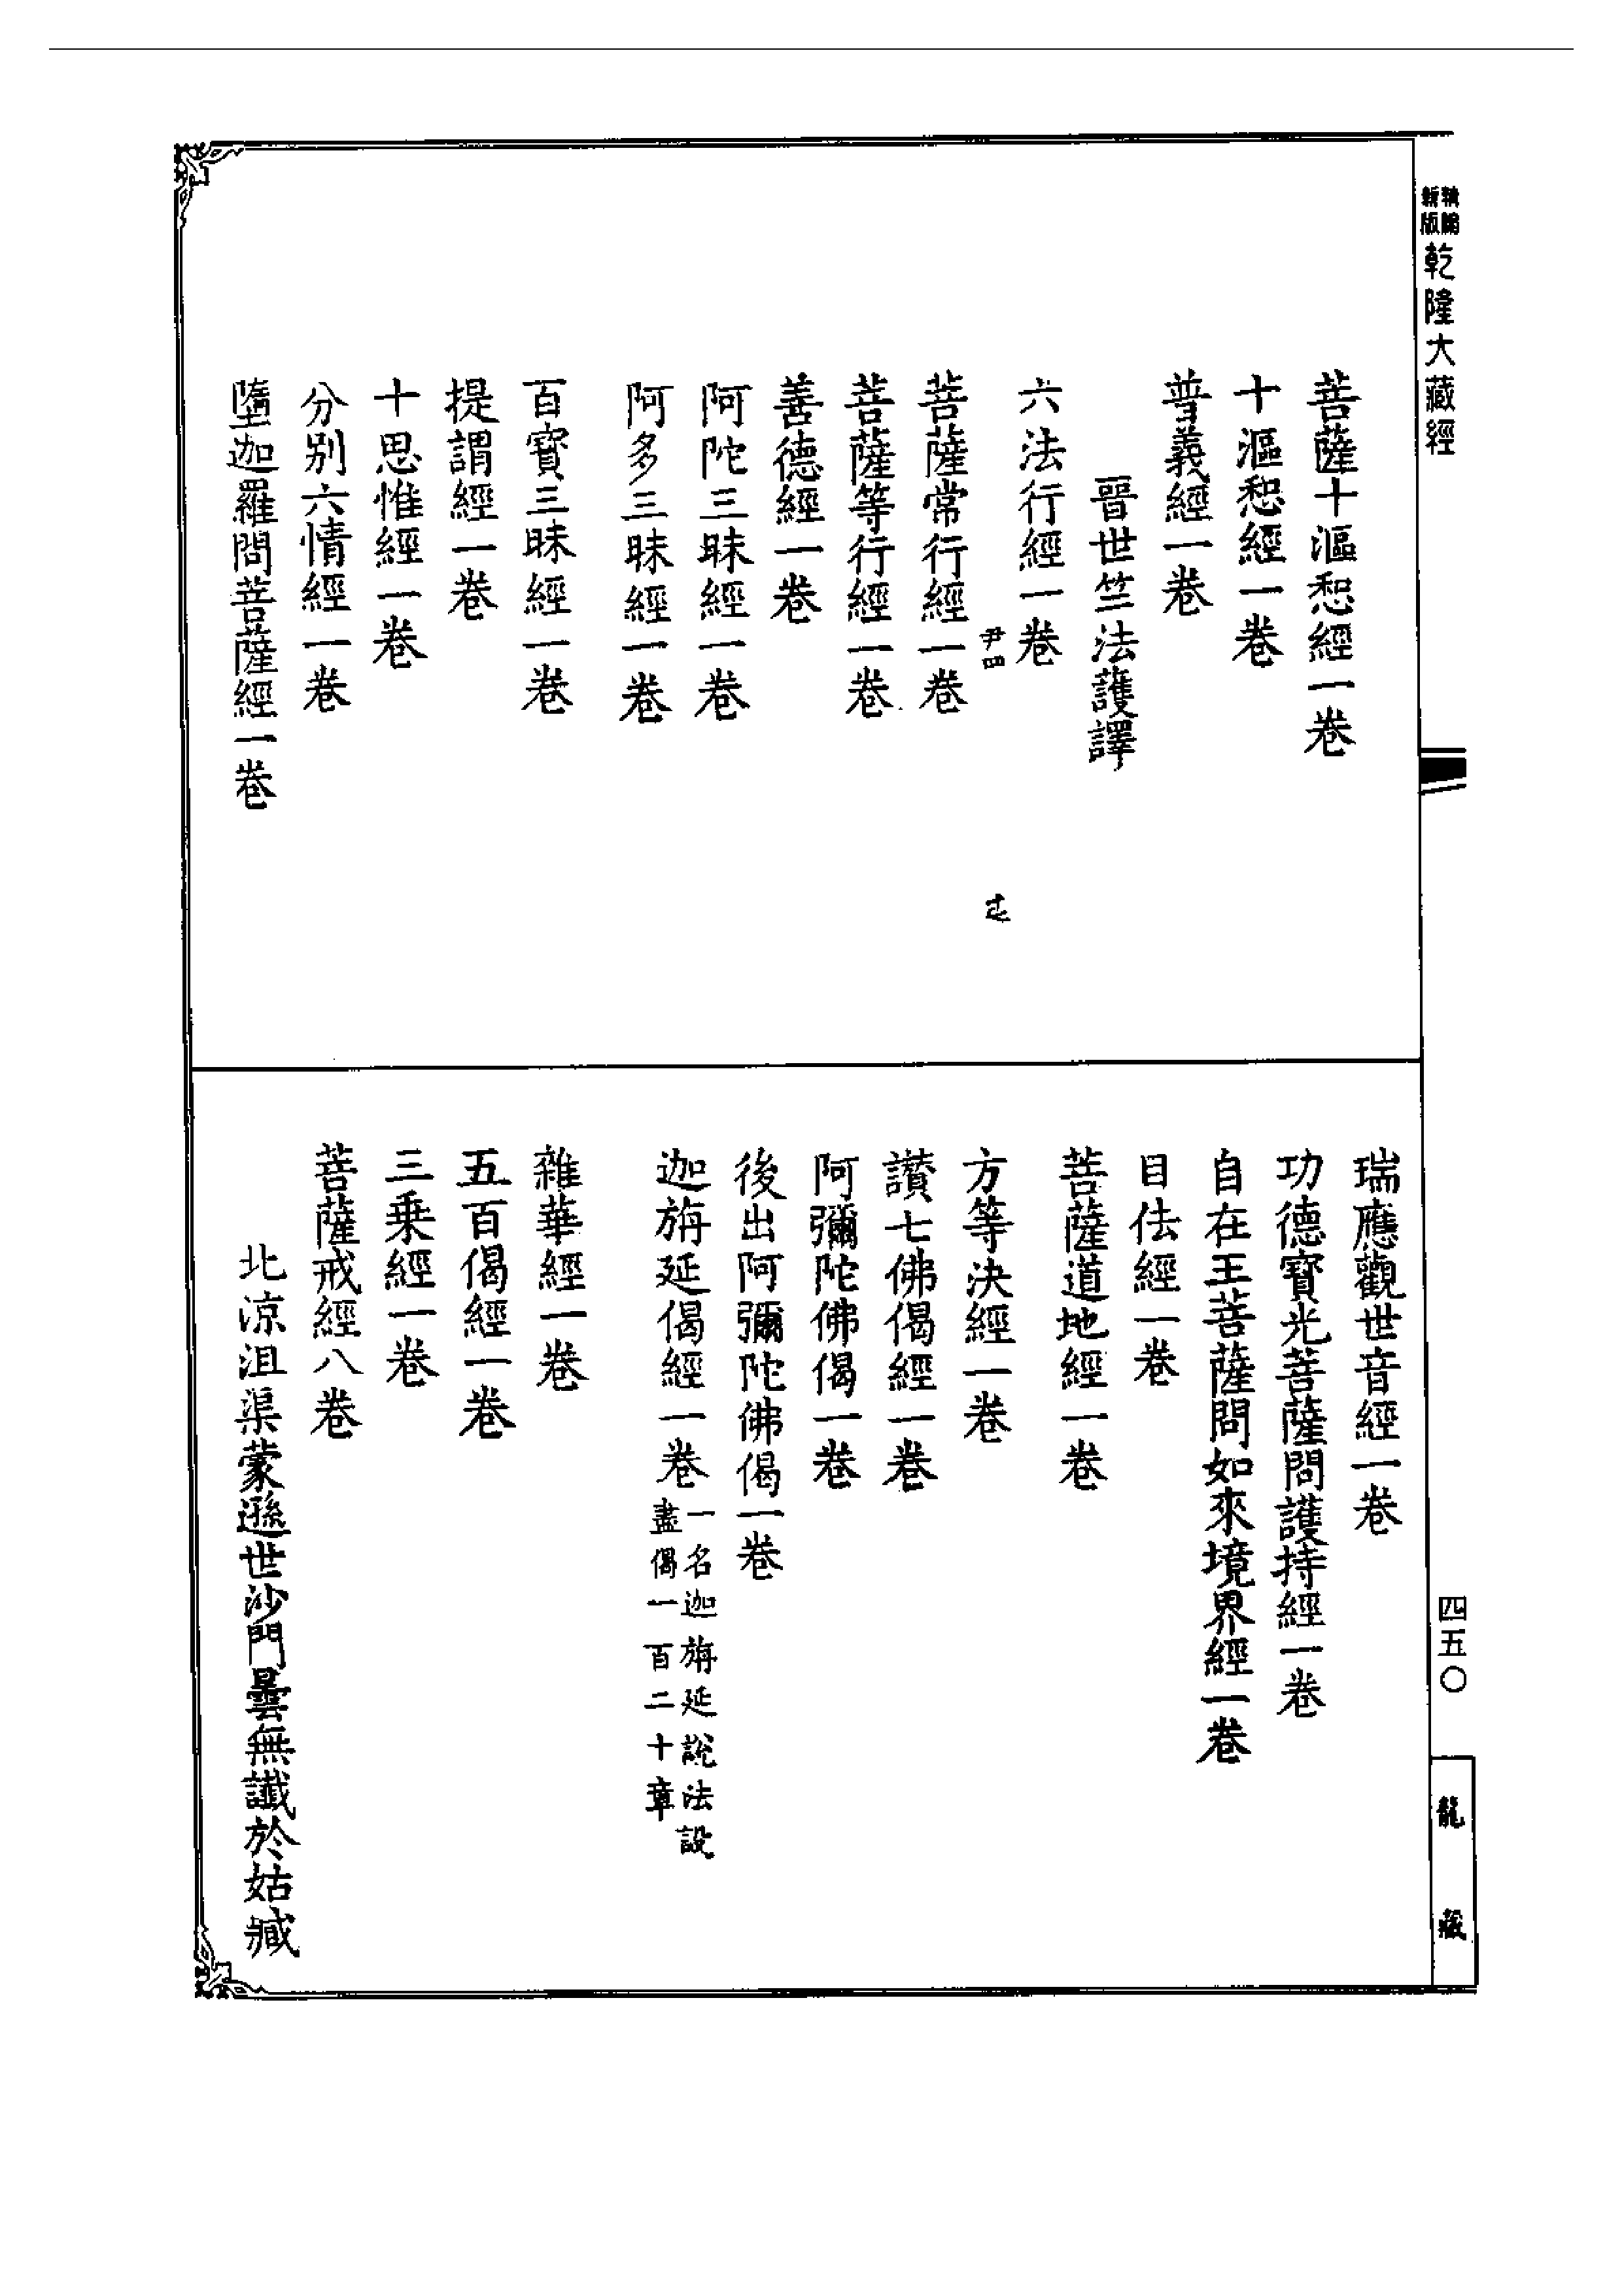 新編
新版
乾隆大藏經
菩薩十漚惒經一卷
十漚惒經一卷
普義經一卷
晉世竺法護譯
六法行經一卷
尹四
菩薩常行經一卷
菩薩等行經一卷
善德經一卷
阿陀三昧經一卷
阿多三昧經一卷
百寶三昧經一卷
提謂經一卷
十思惟經一卷
分別六情經一卷
墮迦羅問菩薩經一卷
瑞應觀世音經一卷
功德寶光菩薩問護持經一卷
自在王菩薩問如來境界經一卷
目佉經一卷
菩薩道地經一卷
方等決經一卷
讚七佛偈經一卷
阿彌陀佛偈一卷
後出阿彌陀佛偈一卷
迦旃延偈經一卷一名迦旃延說法設
盡偈一百二十章
雜華經一卷
五百偈經一卷
三乘經一卷
菩薩戒經八卷
北涼沮渠蒙遜世沙門曇無讖於姑臧
四五〇
龍藏